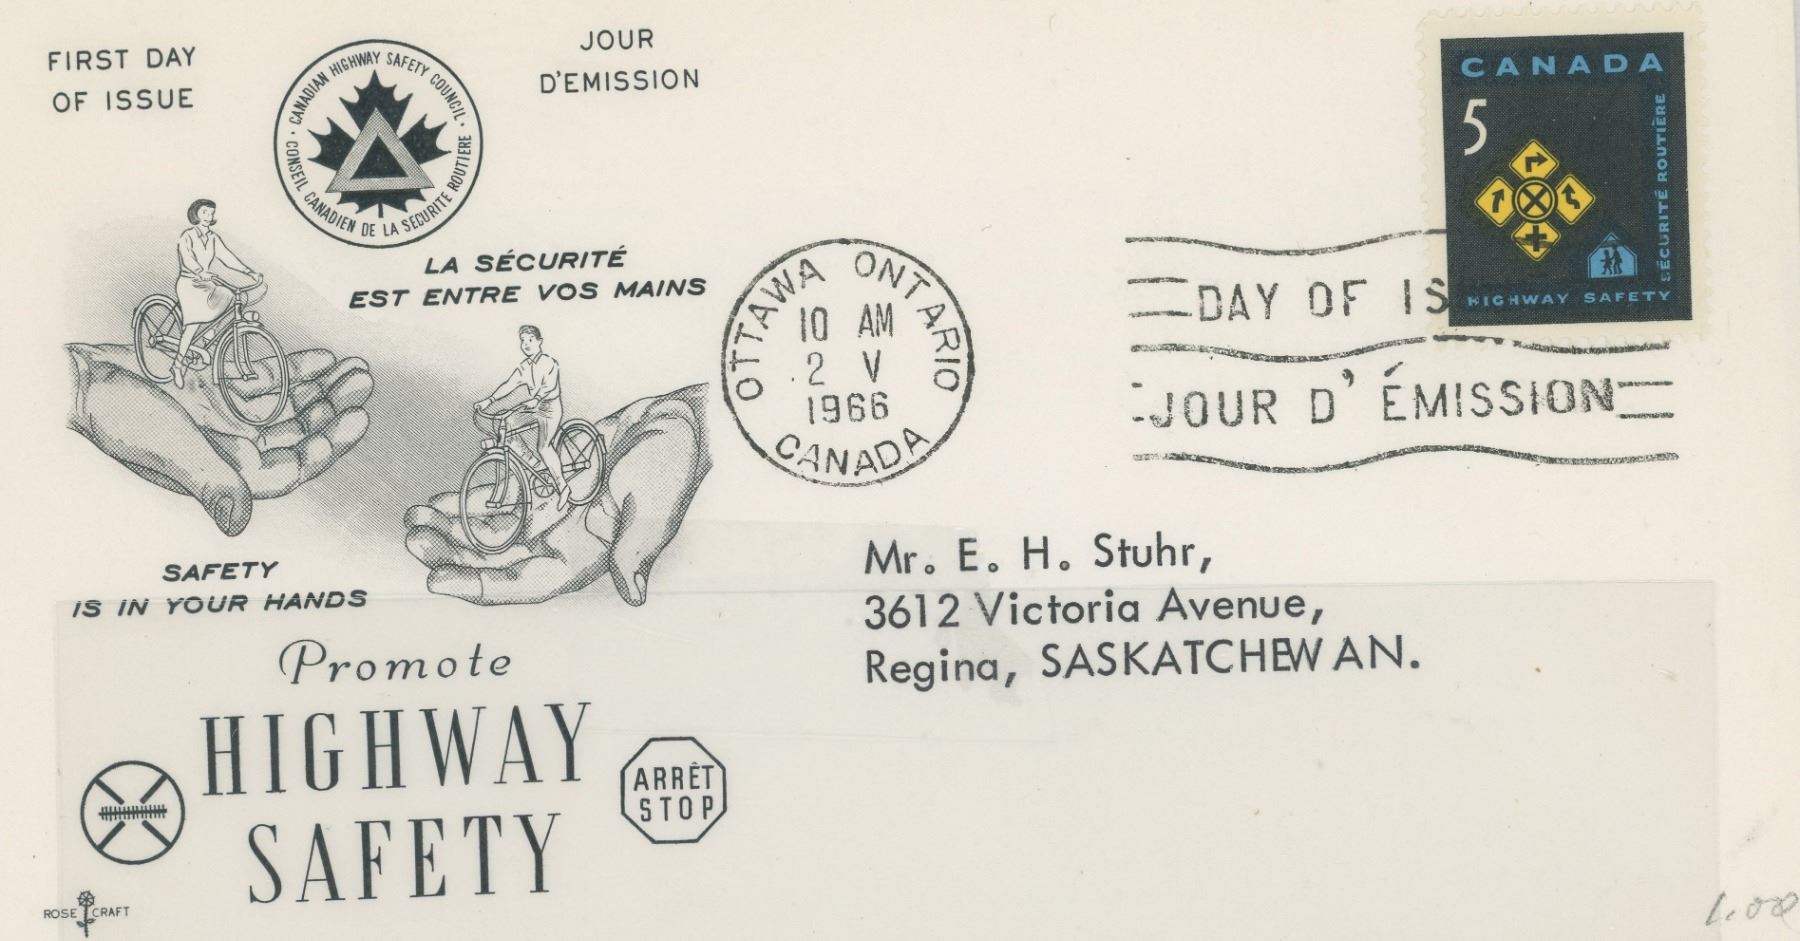 FIRST DAY
OF ISSUE
· CANADIAN HIGHWAY SAFETY COUNCIL ·
CONSEIL CANADIEN DE LA SECURITE ROUTIERE
JOUR
D'EMISSION
LA SÉCURITÉ
EST ENTRE VOS MAINS
SAFETY
IS IN YOUR HANDS
Promote
HIGHWAY
SAFETY
ARRÊT
STOP
ROSE CRAFT
OTTAWA ONTARIO
10 AM
2 V
1966
CANADA
DAY OF IS
JOUR D'ÉMISSION
CANADA
5
SÉCURITÉ ROUTIÈRE
HIGHWAY SAFETY
Mr. E. H. Stuhr,
3612 Victoria Avenue,
Regina, SASKATCHEWAN.
1.00